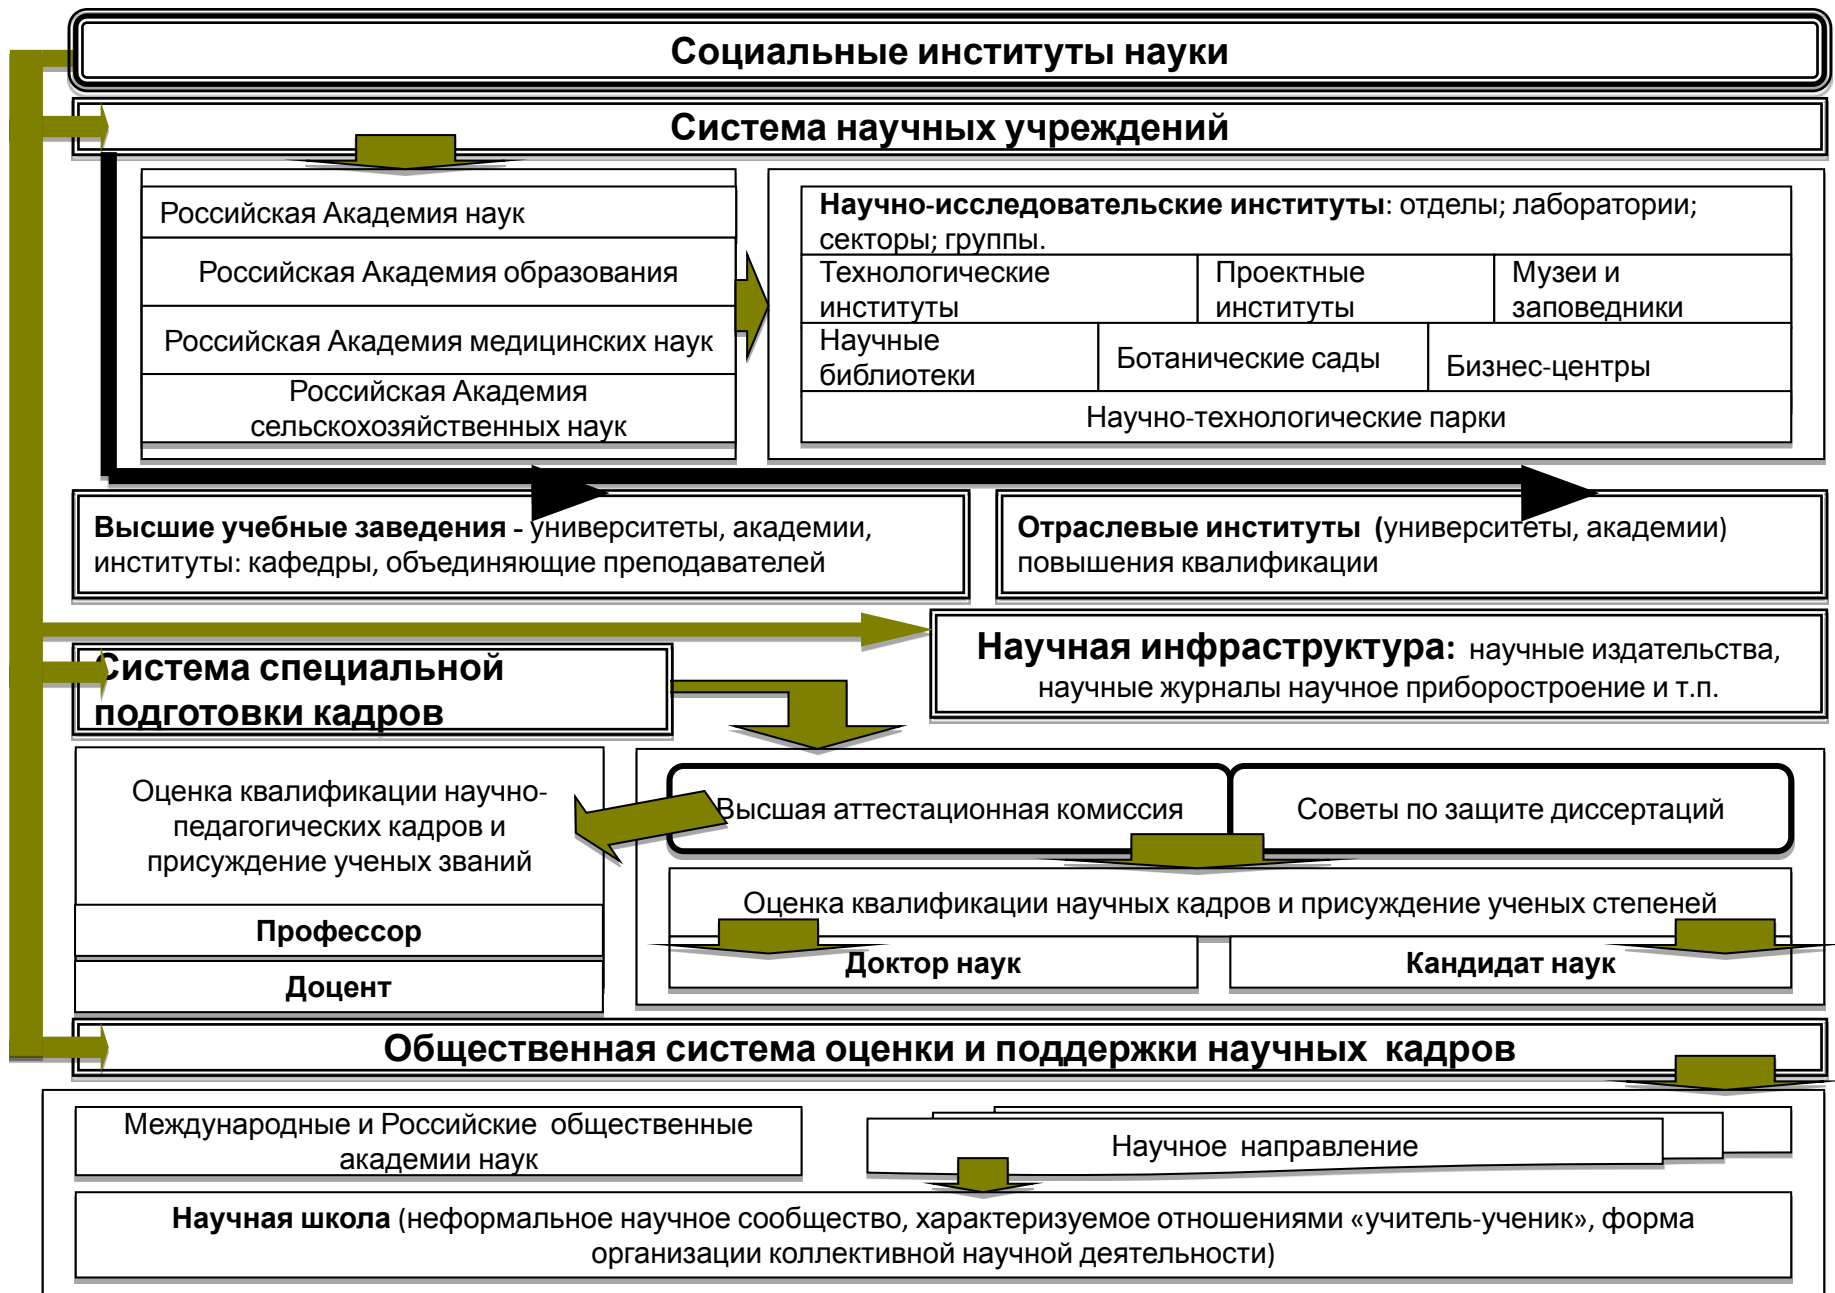 Социальные институты науки
Система научных учреждений
Российская Академия наук
Российская Академия образования
Российская Академия медицинских наук
Российская Академия
сельскохозяйственных наук
Научно-исследовательские институты: отделы; лаборатории;
секторы; группы.
Технологические
институты
Проектные
институты
Музеи и
заповедники
Научные
библиотеки
Ботанические сады
Бизнес-центры
Научно-технологические парки
Высшие учебные заведения - университеты, академии,
институты: кафедры, объединяющие преподавателей
Отраслевые институты (университеты, академии)
повышения квалификации
Научная инфраструктура: научные издательства,
научные журналы научное приборостроение и т.п.
Система специальной
подготовки кадров
Оценка квалификации научно-
педагогических кадров и
присуждение ученых званий
Профессор
Доцент
Высшая аттестационная комиссия
Советы по защите диссертаций
Оценка квалификации научных кадров и присуждение ученых степеней
Доктор наук
Кандидат наук
Общественная система оценки и поддержки научных кадров
Международные и Российские общественные
академии наук
Научное направление
Научная школа (неформальное научное сообщество, характеризуемое отношениями «учитель-ученик», форма
организации коллективной научной деятельности)